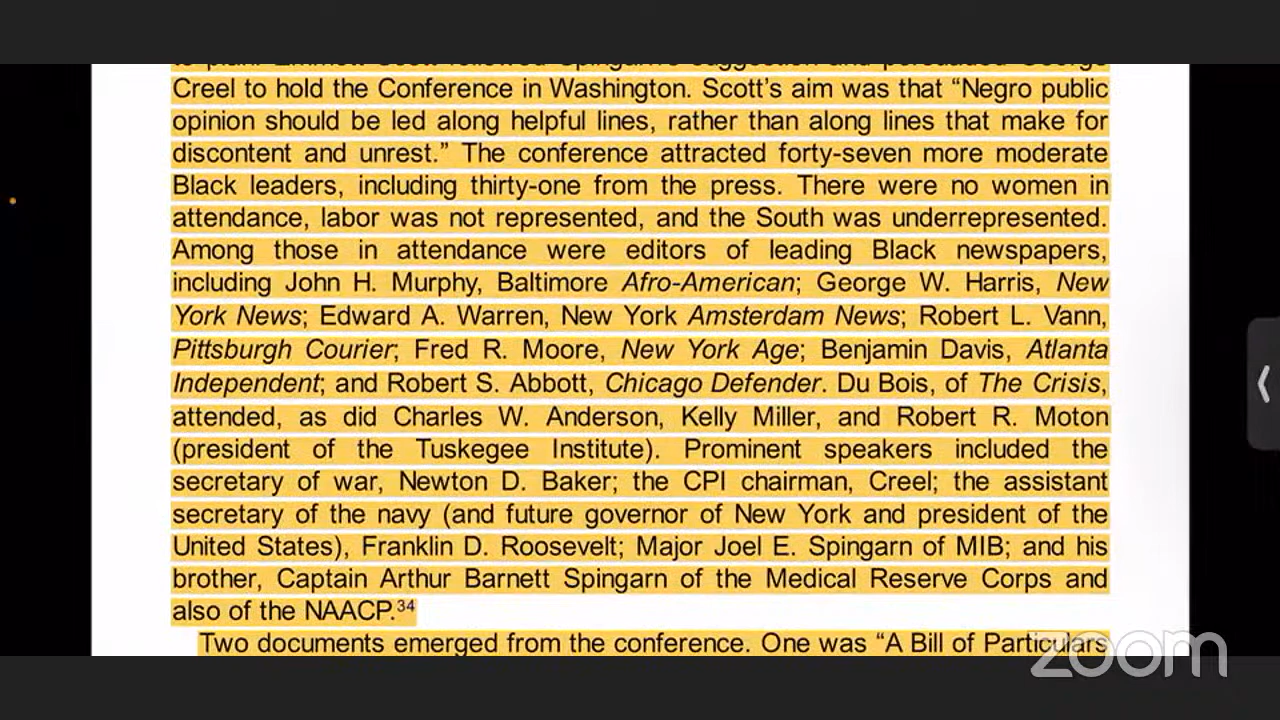 Creel to hold the Conference in Washington. Scott’s aim was that “Negro public
opinion should be led along helpful lines, rather than along lines that make for
discontent and unrest.” The conference attracted forty-seven more moderate
Black leaders, including thirty-one from the press. There were no women in
attendance, labor was not represented, and the South was underrepresented.
Among those in attendance were editors of leading Black newspapers,
including John H. Murphy, Baltimore Afro-American; George W. Harris, New
York News; Edward A. Warren, New York Amsterdam News; Robert L. Vann,
Pittsburgh Courier; Fred R. Moore, New York Age; Benjamin Davis, Atlanta
Independent; and Robert S. Abbott, Chicago Defender. Du Bois, of The Crisis,
attended, as did Charles W. Anderson, Kelly Miller, and Robert R. Moton
(president of the Tuskegee Institute). Prominent speakers included the
secretary of war, Newton D. Baker; the CPI chairman, Creel; the assistant
secretary of the navy (and future governor of New York and president of the
United States), Franklin D. Roosevelt; Major Joel E. Spingarn of MIB; and his
brother, Captain Arthur Barnett Spingarn of the Medical Reserve Corps and
also of the NAACP.³⁴
Two documents emerged from the conference. One was “A Bill of Particulars
zoom